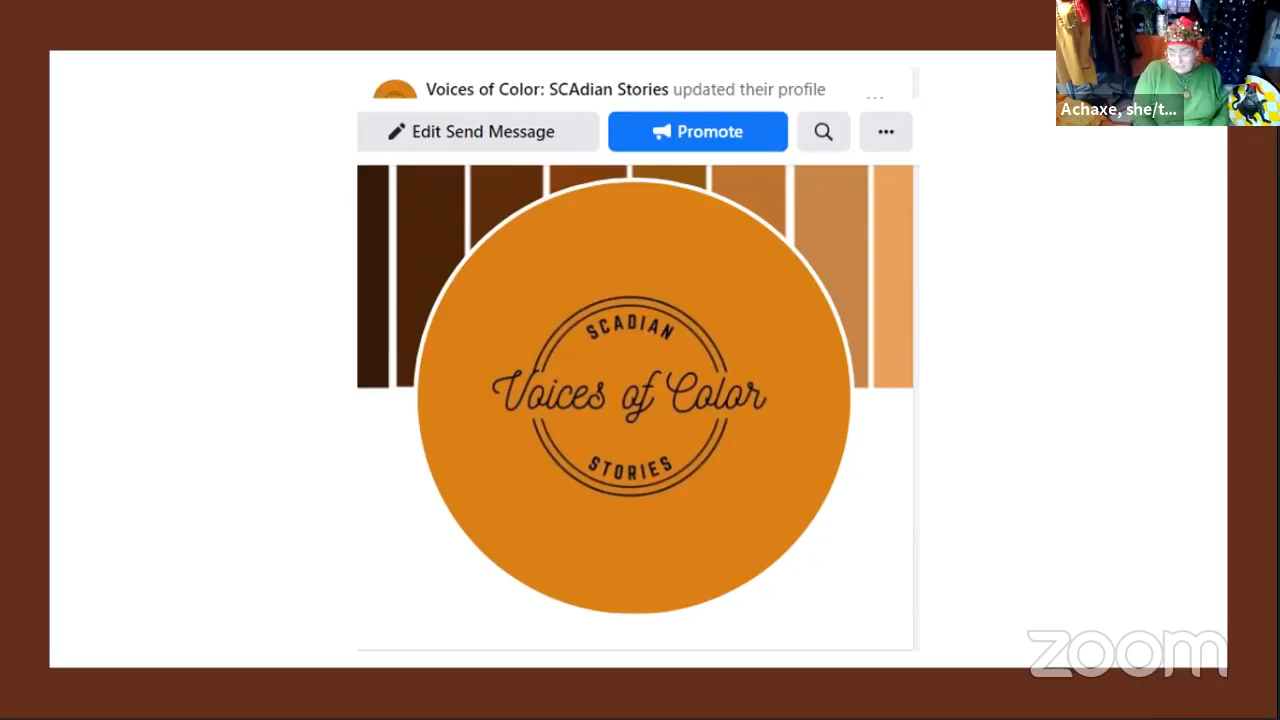 Voices of Color: SCAdian Stories updated their profile
...
Edit Send Message
Promote
...
SCADIAN
Voices of Color
STORIES
Achaxe, she/t...
zoom